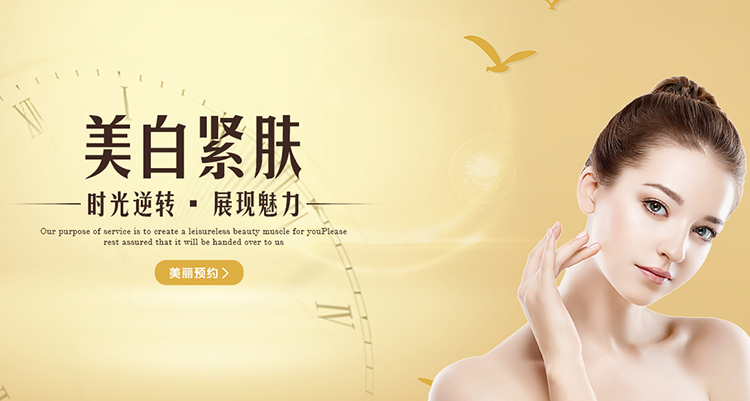 美白紧肤
时光逆转 · 展现魅力
Our purpose of service is to create a leisureless beauty muscle for youPlease
rest assured that it will be handed over to us
美丽预约 >